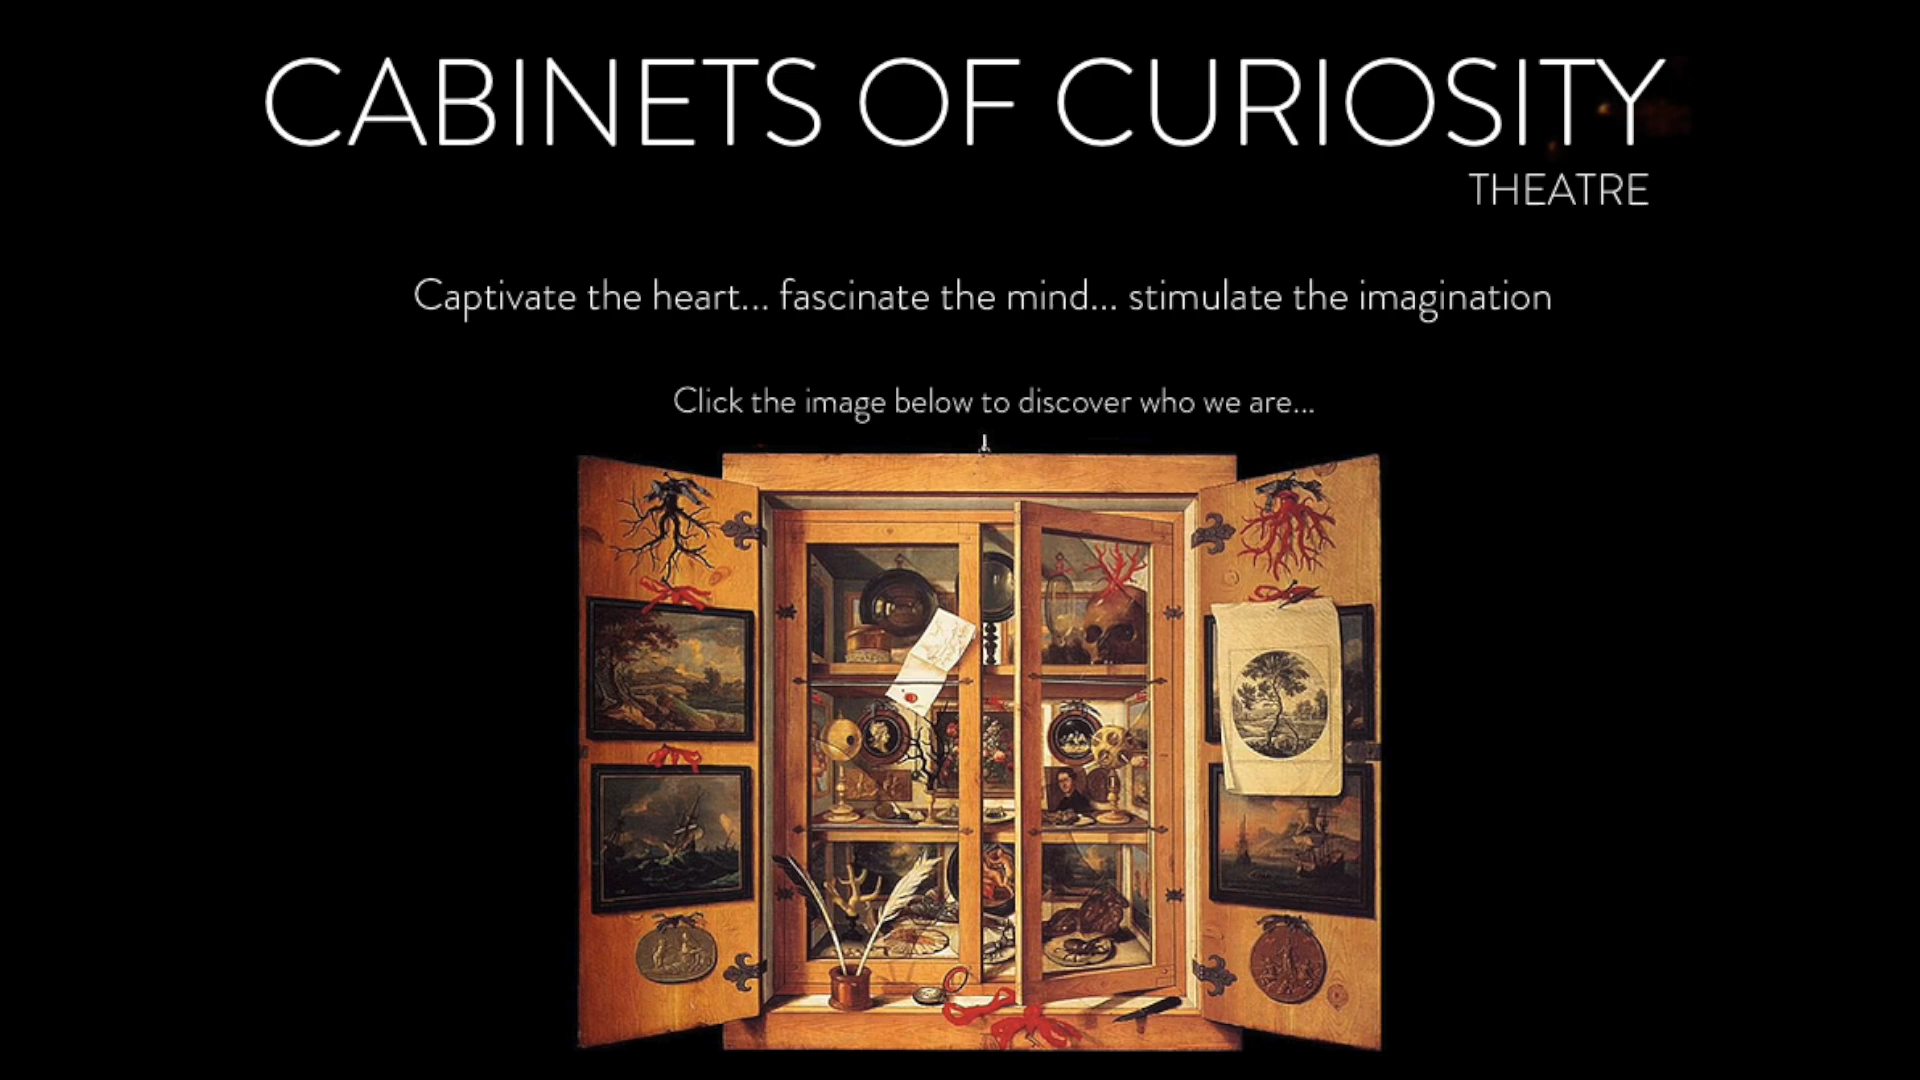 CABINETS OF CURIOSITY
THEATRE
Captivate the heart... fascinate the mind... stimulate the imagination
Click the image below to discover who we are...